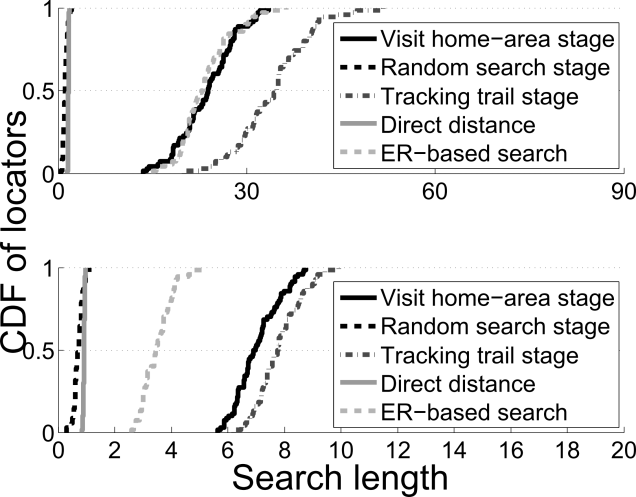 CDF of locators
1
0.5
0
0 30 60 90
Visit home-area stage
Random search stage
Tracking trail stage
Direct distance
ER-based search
1
0.5
0
0 2 4 6 8 10 12 14 16 18 20
Visit home-area stage
Random search stage
Tracking trail stage
Direct distance
ER-based search
Search length